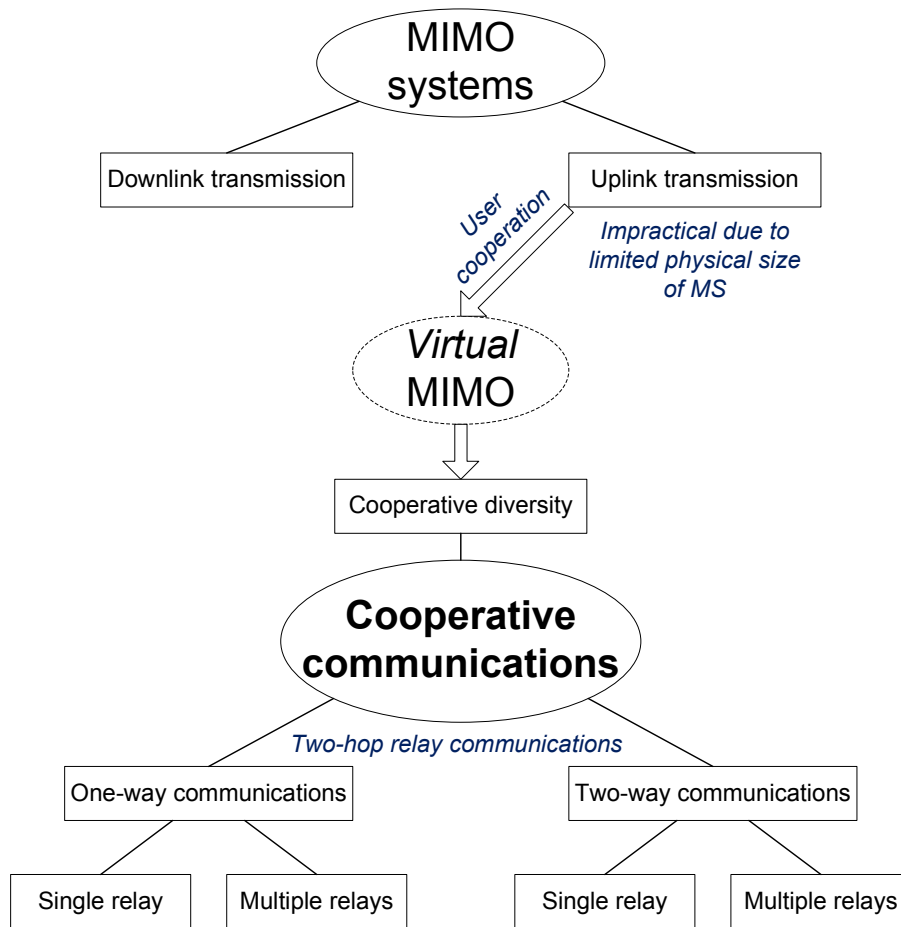 MIMO
systems
Downlink transmission
Uplink transmission
User
cooperation
Impractical due to
limited physical size
of MS
Virtual
MIMO
Cooperative diversity
Cooperative
communications
Two-hop relay communications
One-way communications
Two-way communications
Single relay
Multiple relays
Single relay
Multiple relays